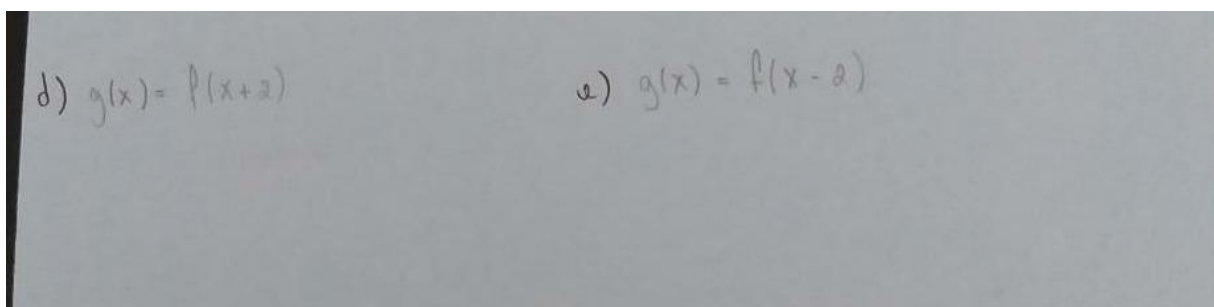 d) g(x) = f(x+2)
e) g(x) = f(x - 2)